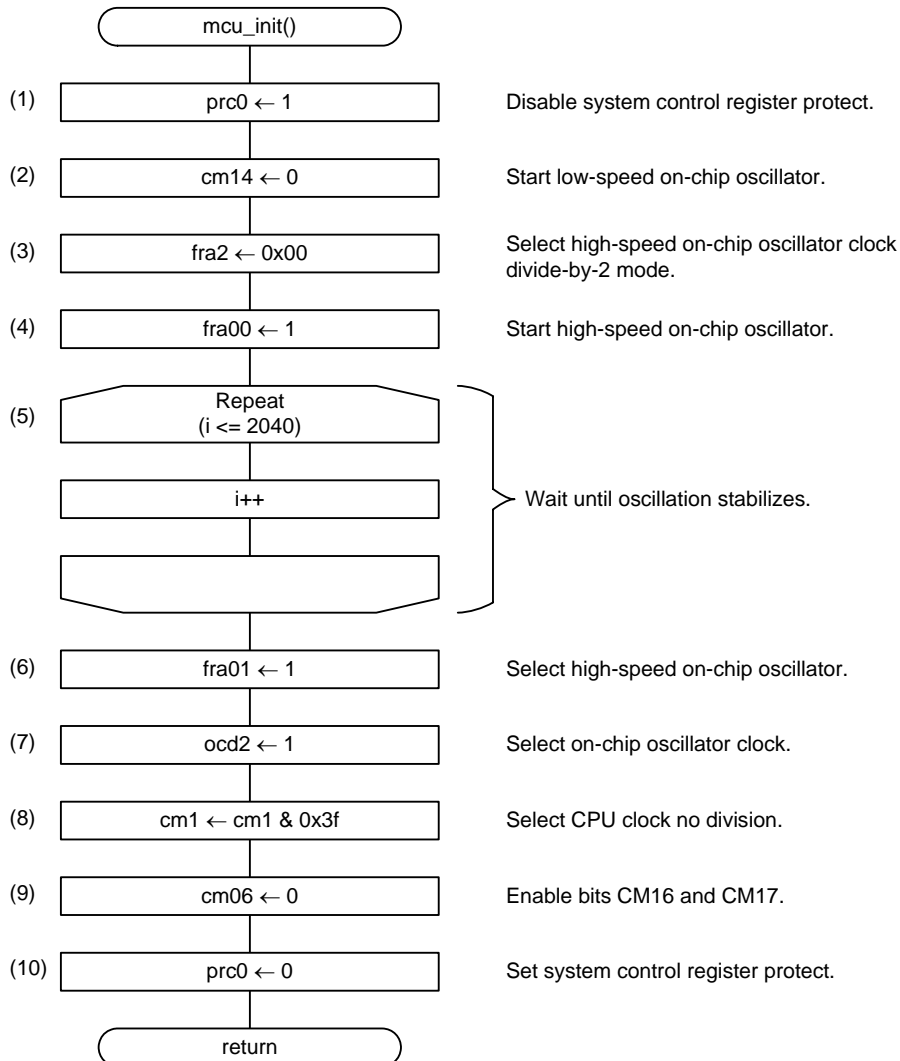 mcu_init()
(1)
prc0 ← 1
Disable system control register protect.
(2)
cm14 ← 0
Start low-speed on-chip oscillator.
(3)
fra2 ← 0x00
Select high-speed on-chip oscillator clock
divide-by-2 mode.
(4)
fra00 ← 1
Start high-speed on-chip oscillator.
(5)
Repeat
(i <= 2040)
i++
Wait until oscillation stabilizes.
(6)
fra01 ← 1
Select high-speed on-chip oscillator.
(7)
ocd2 ← 1
Select on-chip oscillator clock.
(8)
cm1 ← cm1 & 0x3f
Select CPU clock no division.
(9)
cm06 ← 0
Enable bits CM16 and CM17.
(10)
prc0 ← 0
Set system control register protect.
return